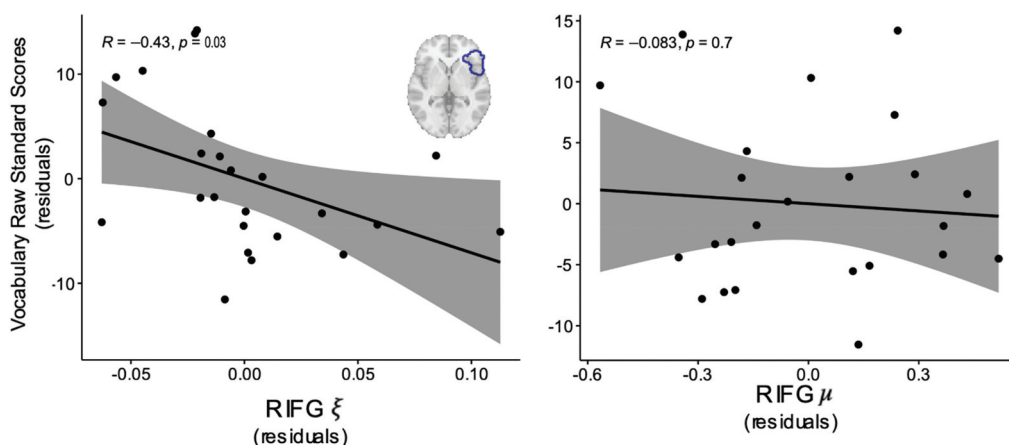 Vocabulary Raw Standard Scores
(residuals)
R = −0.43, p = 0.03
10
0
-10
-0.05
0.00
0.05
0.10
RIFG ξ
(residuals)
R = −0.083, p = 0.7
15
10
5
0
-5
-10
-0.6
-0.3
0.0
0.3
RIFG μ
(residuals)